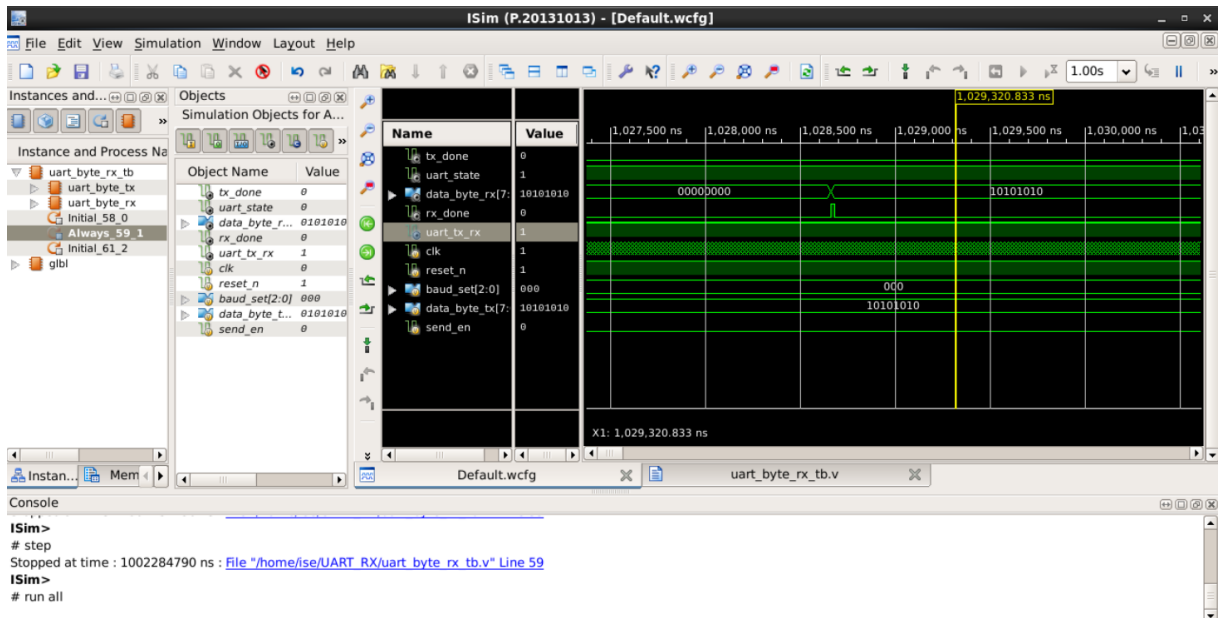 ISim (P.20131013) - [Default.wcfg]
File Edit View Simulation Window Layout Help
1.00s
»
Instances and...
»
Instance and Process Na
uart_byte_rx_tb
uart_byte_tx
uart_byte_rx
Initial_58_0
Always_59_1
Initial_61_2
glbl
Instan... Mem
Objects
Simulation Objects for A...
»
Object Name Value
tx_done 0
uart_state 0
data_byte_r... 0101010
rx_done 0
uart_tx_rx 1
clk 0
reset_n 1
baud_set[2:0] 000
data_byte_t... 0101010
send_en 0
Name Value
tx_done 0
uart_state 1
data_byte_rx[7: 10101010
rx_done 0
uart_tx_rx 1
clk 1
reset_n 1
baud_set[2:0] 000
data_byte_tx[7: 10101010
send_en 0
1,029,320.833 ns
1,027,500 ns 1,028,000 ns 1,028,500 ns 1,029,000 ns 1,029,500 ns 1,030,000 ns 1,03
00000000 10101010
000
10101010
X1: 1,029,320.833 ns
Default.wcfg uart_byte_rx_tb.v
Console
ISim>
# step
Stopped at time : 1002284790 ns : File "/home/ise/UART_RX/uart_byte_rx_tb.v" Line 59
ISim>
# run all